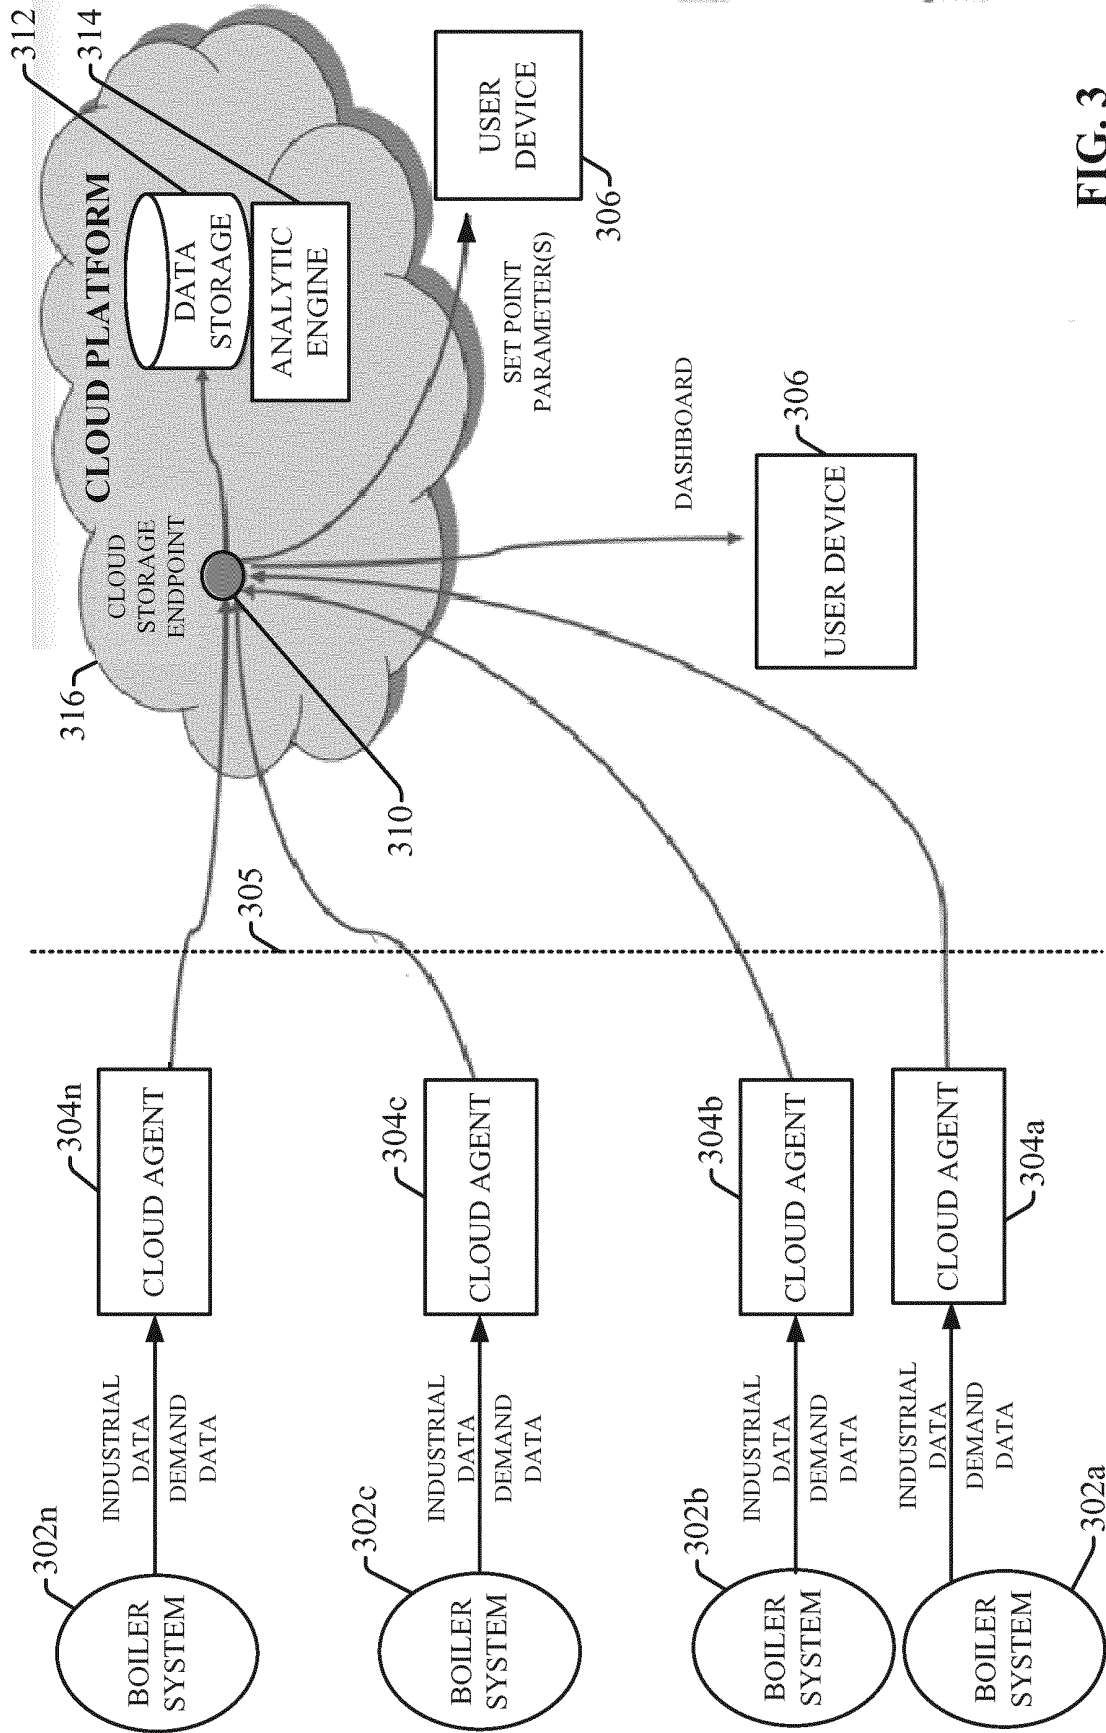 312
314
CLOUD PLATFORM
DATA
STORAGE
ANALYTIC
ENGINE
CLOUD
STORAGE
ENDPOINT
316
310
305
USER
DEVICE
306
SET POINT
PARAMETER(S)
DASHBOARD
306
USER DEVICE
304n
CLOUD AGENT
304c
CLOUD AGENT
304b
CLOUD AGENT
304a
CLOUD AGENT
INDUSTRIAL
DATA
DEMAND
DATA
INDUSTRIAL
DATA
DEMAND
DATA
INDUSTRIAL
DATA
DEMAND
DATA
INDUSTRIAL
DATA
DEMAND
DATA
302n
BOILER
SYSTEM
302c
BOILER
SYSTEM
302b
BOILER
SYSTEM
302a
BOILER
SYSTEM
FIG. 3